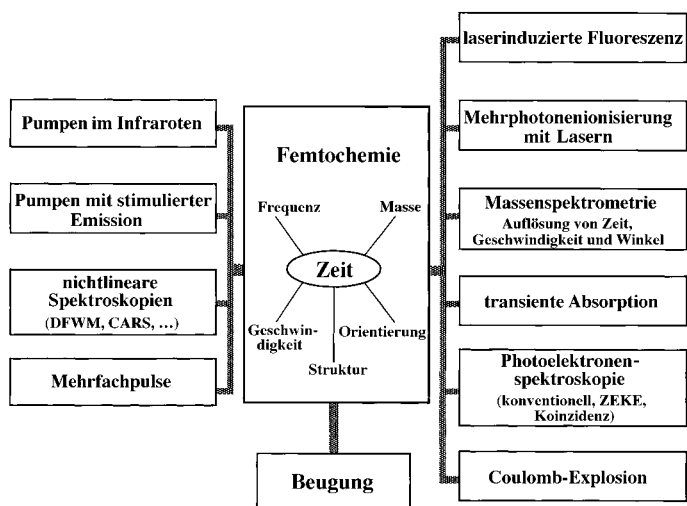 Pumpen im Infraroten
Pumpen mit stimulierter
Emission
nichtlineare
Spektroskopien
(DFWM, CARS, ...)
Mehrfachpulse
Femtochemie
Frequenz
Masse
Zeit
Geschwin-
digkeit
Orientierung
Struktur
Beugung
laserinduzierte Fluoreszenz
Mehrphotonenionisierung
mit Lasern
Massenspektrometrie
Auflösung von Zeit,
Geschwindigkeit und Winkel
transiente Absorption
Photoelektronen-
spektroskopie
(konventionell, ZEKE,
Koinzidenz)
Coulomb-Explosion